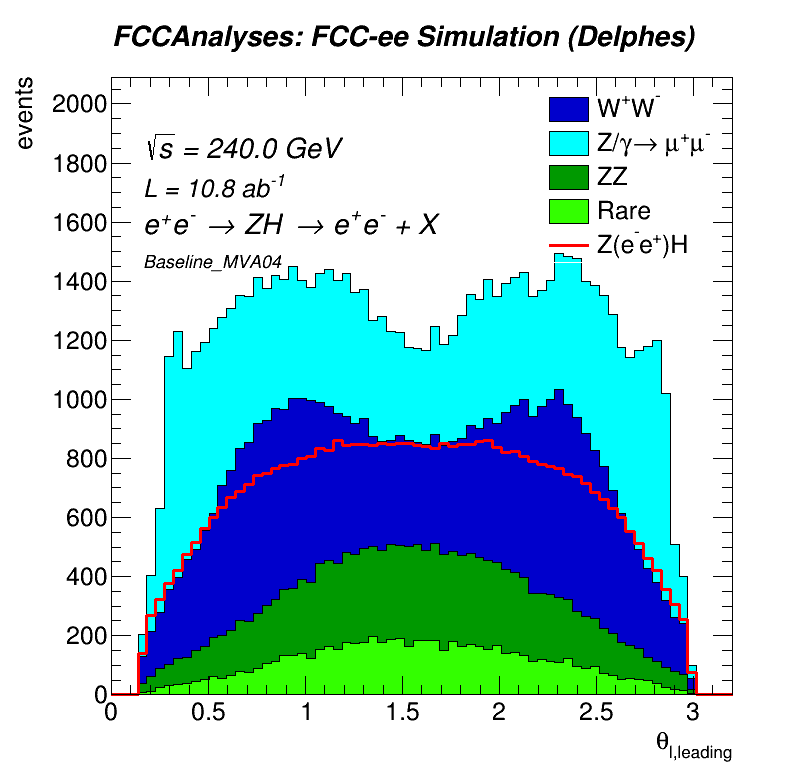 FCCAnalyses: FCC-ee Simulation (Delphes)
events
2000
1800
1600
1400
1200
1000
800
600
400
200
0
√s = 240.0 GeV
L = 10.8 ab⁻¹
e⁺e⁻ → ZH → e⁺e⁻ + X
Baseline_MVA04
W⁺W⁻
Z/γ→ μ⁺μ⁻
ZZ
Rare
Z(e⁻e⁺)H
0 0.5 1 1.5 2 2.5 3
θl,leading